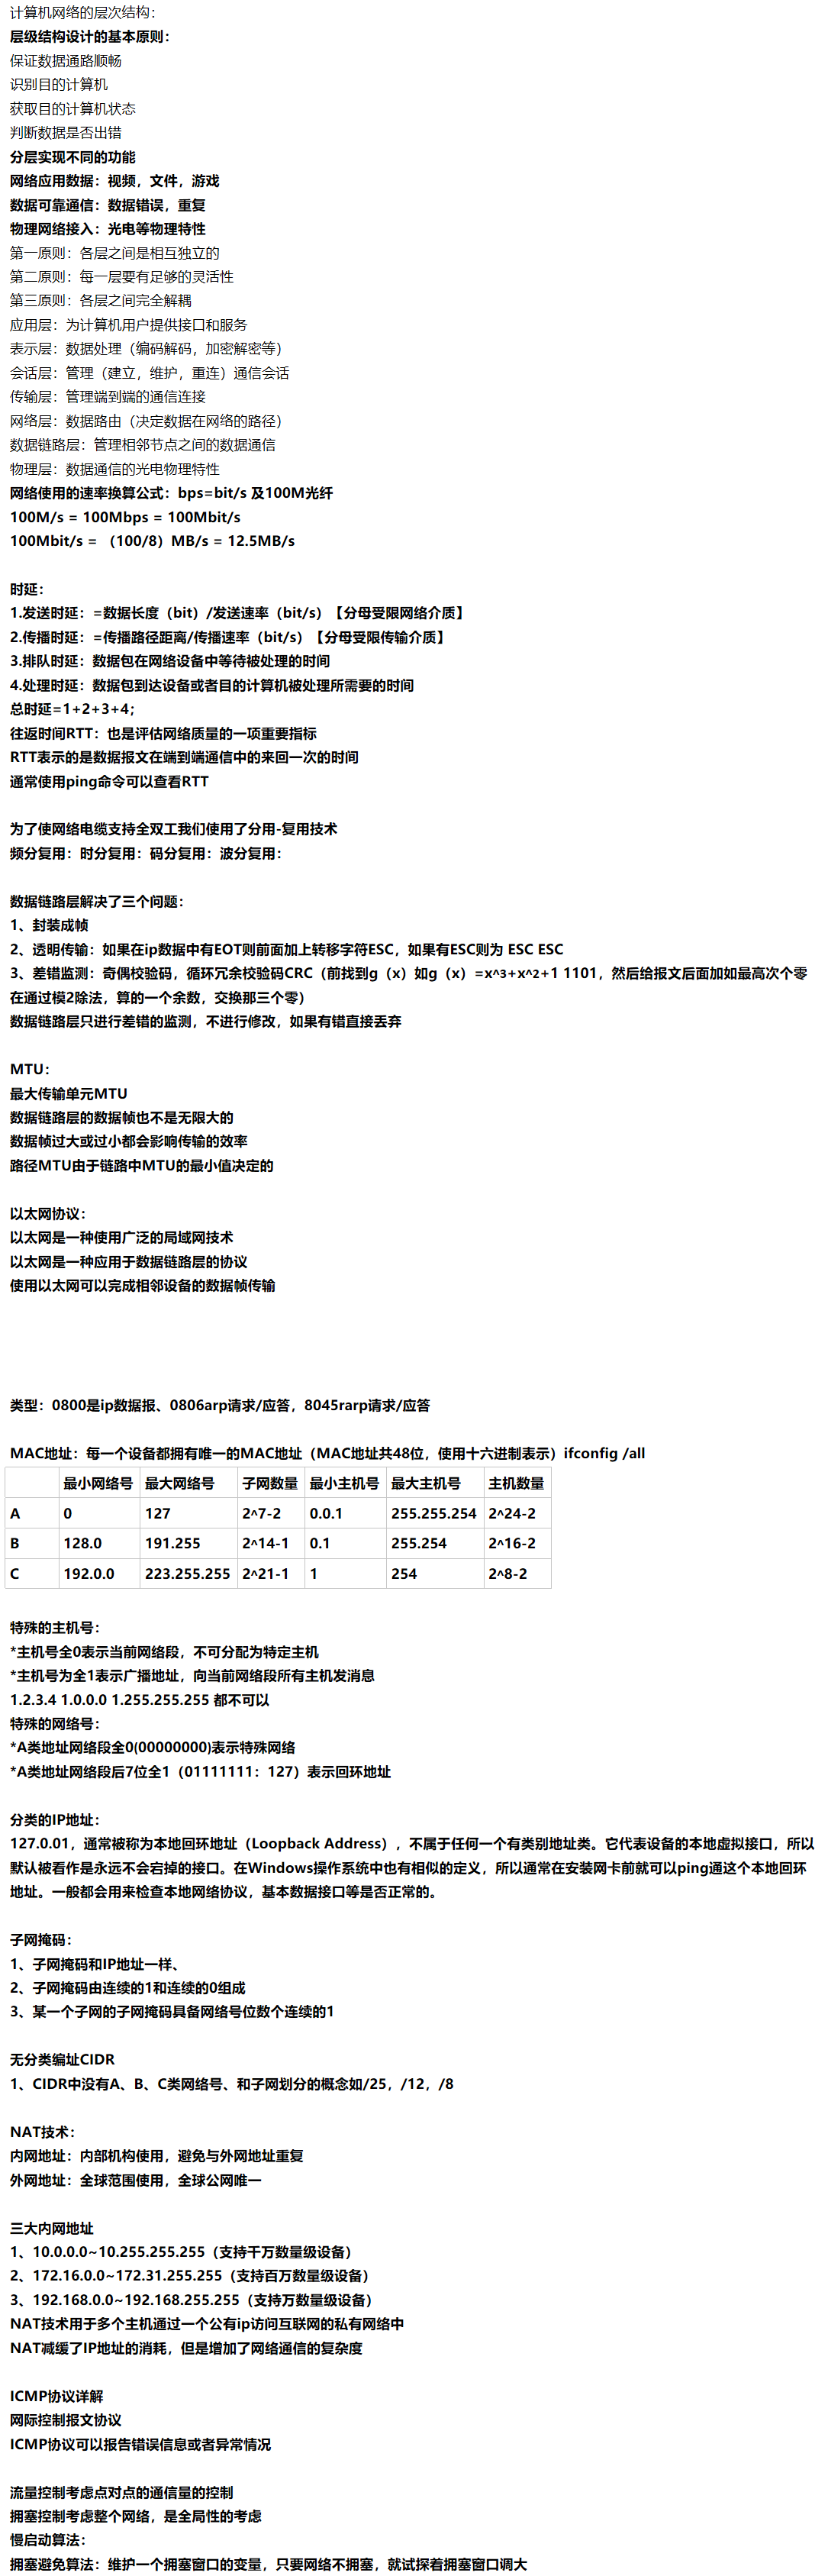 计算机网络的层次结构：
层级结构设计的基本原则：
保证数据通路顺畅
识别目的计算机
获取目的计算机状态
判断数据是否出错
分层实现不同的功能
网络应用数据：视频，文件，游戏
数据可靠通信：数据错误，重复
物理网络接入：光电等物理特性
第一原则：各层之间是相互独立的
第二原则：每一层要有足够的灵活性
第三原则：各层之间完全解耦
应用层：为计算机用户提供接口和服务
表示层：数据处理（编码解码，加密解密等）
会话层：管理（建立，维护，重连）通信会话
传输层：管理端到端的通信连接
网络层：数据路由（决定数据在网络的路径）
数据链路层：管理相邻节点之间的数据通信
物理层：数据通信的光电物理特性
网络使用的速率换算公式：bps=bit/s 及100M光纤
100M/s = 100Mbps = 100Mbit/s
100Mbit/s = （100/8）MB/s = 12.5MB/s
时延：
1.发送时延：=数据长度（bit）/发送速率（bit/s）【分母受限网络介质】
2.传播时延：=传播路径距离/传播速率（bit/s）【分母受限传输介质】
3.排队时延：数据包在网络设备中等待被处理的时间
4.处理时延：数据包到达设备或者目的计算机被处理所需要的时间
总时延=1+2+3+4；
往返时间RTT：也是评估网络质量的一项重要指标
RTT表示的是数据报文在端到端通信中的来回一次的时间
通常使用ping命令可以查看RTT
为了使网络电缆支持全双工我们使用了分用-复用技术
频分复用：时分复用：码分复用：波分复用：
数据链路层解决了三个问题：
1、封装成帧
2、透明传输：如果在ip数据中有EOT则前面加上转移字符ESC，如果有ESC则为 ESC ESC
3、差错监测：奇偶校验码，循环冗余校验码CRC（前找到g（x）如g（x）=x^3+x^2+1 1101，然后给报文后面加如最高次个零
在通过模2除法，算的一个余数，交换那三个零）
数据链路层只进行差错的监测，不进行修改，如果有错直接丢弃
MTU：
最大传输单元MTU
数据链路层的数据帧也不是无限大的
数据帧过大或过小都会影响传输的效率
路径MTU由于链路中MTU的最小值决定的
以太网协议：
以太网是一种使用广泛的局域网技术
以太网是一种应用于数据链路层的协议
使用以太网可以完成相邻设备的数据帧传输
类型：0800是ip数据报、0806arp请求/应答，8045rarp请求/应答
MAC地址：每一个设备都拥有唯一的MAC地址（MAC地址共48位，使用十六进制表示）ifconfig /all
最小网络号 最大网络号 子网数量 最小主机号 最大主机号 主机数量
A 0 127 2^7-2 0.0.1 255.255.254 2^24-2
B 128.0 191.255 2^14-1 0.1 255.254 2^16-2
C 192.0.0 223.255.255 2^21-1 1 254 2^8-2
特殊的主机号：
*主机号全0表示当前网络段，不可分配为特定主机
*主机号为全1表示广播地址，向当前网络段所有主机发消息
1.2.3.4 1.0.0.0 1.255.255.255 都不可以
特殊的网络号：
*A类地址网络段全0(00000000)表示特殊网络
*A类地址网络段后7位全1（01111111：127）表示回环地址
分类的IP地址：
127.0.01，通常被称为本地回环地址（Loopback Address），不属于任何一个有类别地址类。它代表设备的本地虚拟接口，所以
默认被看作是永远不会宕掉的接口。在Windows操作系统中也有相似的定义，所以通常在安装网卡前就可以ping通这个本地回环
地址。一般都会用来检查本地网络协议，基本数据接口等是否正常的。
子网掩码：
1、子网掩码和IP地址一样、
2、子网掩码由连续的1和连续的0组成
3、某一个子网的子网掩码具备网络号位数个连续的1
无分类编址CIDR
1、CIDR中没有A、B、C类网络号、和子网划分的概念如/25，/12，/8
NAT技术：
内网地址：内部机构使用，避免与外网地址重复
外网地址：全球范围使用，全球公网唯一
三大内网地址
1、10.0.0.0~10.255.255.255（支持千万数量级设备）
2、172.16.0.0~172.31.255.255（支持百万数量级设备）
3、192.168.0.0~192.168.255.255（支持万数量级设备）
NAT技术用于多个主机通过一个公有ip访问互联网的私有网络中
NAT减缓了IP地址的消耗，但是增加了网络通信的复杂度
ICMP协议详解
网际控制报文协议
ICMP协议可以报告错误信息或者异常情况
流量控制考虑点对点的通信量的控制
拥塞控制考虑整个网络，是全局性的考虑
慢启动算法：
拥塞避免算法：维护一个拥塞窗口的变量，只要网络不拥塞，就试探着拥塞窗口调大